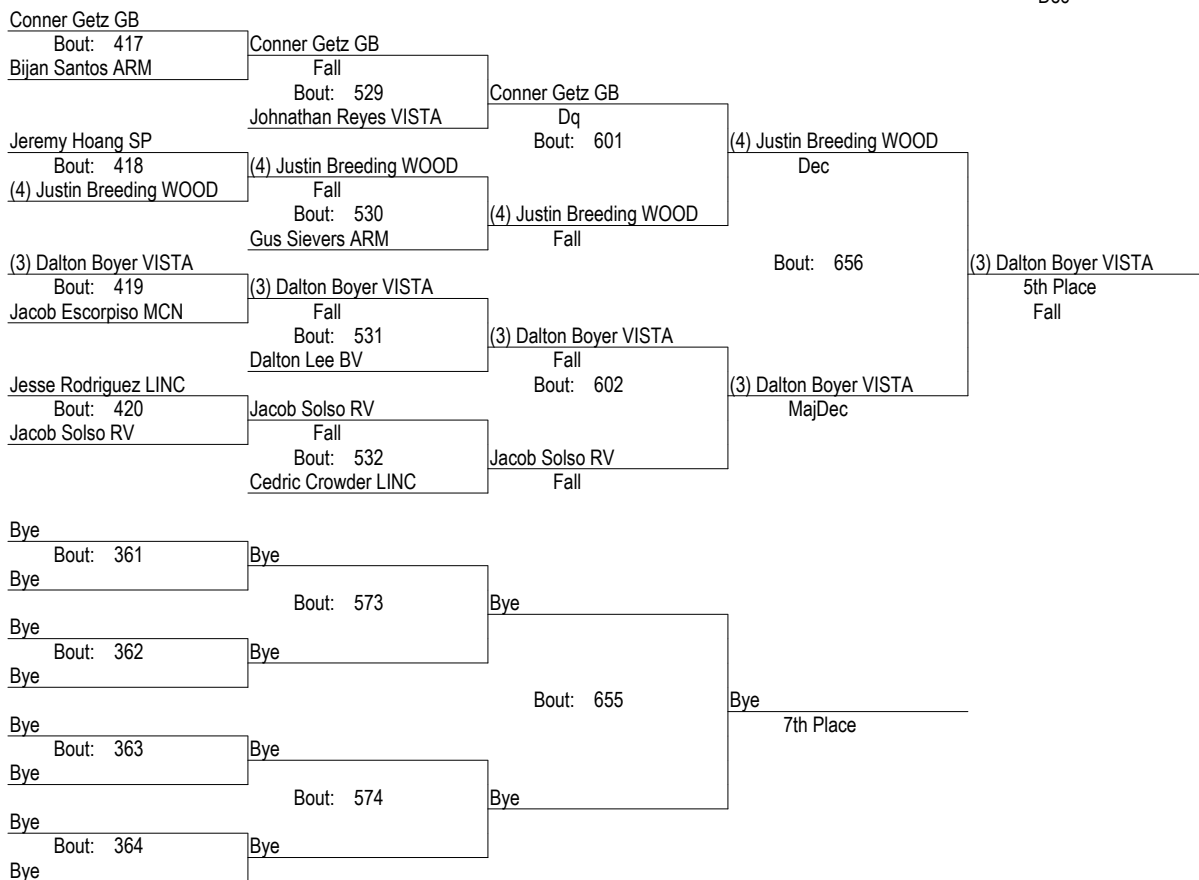 Conner Getz GB
Bout: 417
Conner Getz GB
Bijan Santos ARM
Fall
Bout: 529
Conner Getz GB
Johnathan Reyes VISTA
Dq
Jeremy Hoang SP
Bout: 601
(4) Justin Breeding WOOD
Bout: 418
(4) Justin Breeding WOOD
Dec
(4) Justin Breeding WOOD
Fall
Bout: 530
(4) Justin Breeding WOOD
Gus Sievers ARM
Fall
(3) Dalton Boyer VISTA
Bout: 656
(3) Dalton Boyer VISTA
Bout: 419
(3) Dalton Boyer VISTA
5th Place
Jacob Escorpiso MCN
Fall
Fall
Bout: 531
(3) Dalton Boyer VISTA
Dalton Lee BV
Fall
Jesse Rodriguez LINC
Bout: 602
(3) Dalton Boyer VISTA
Bout: 420
Jacob Solso RV
MajDec
Jacob Solso RV
Fall
Bout: 532
Jacob Solso RV
Cedric Crowder LINC
Fall
Bye
Bout: 361
Bye
Bye
Bout: 573
Bye
Bye
Bout: 362
Bye
Bye
Bout: 655
Bye
Bye
7th Place
Bout: 363
Bye
Bye
Bout: 574
Bye
Bye
Bout: 364
Bye
Bye